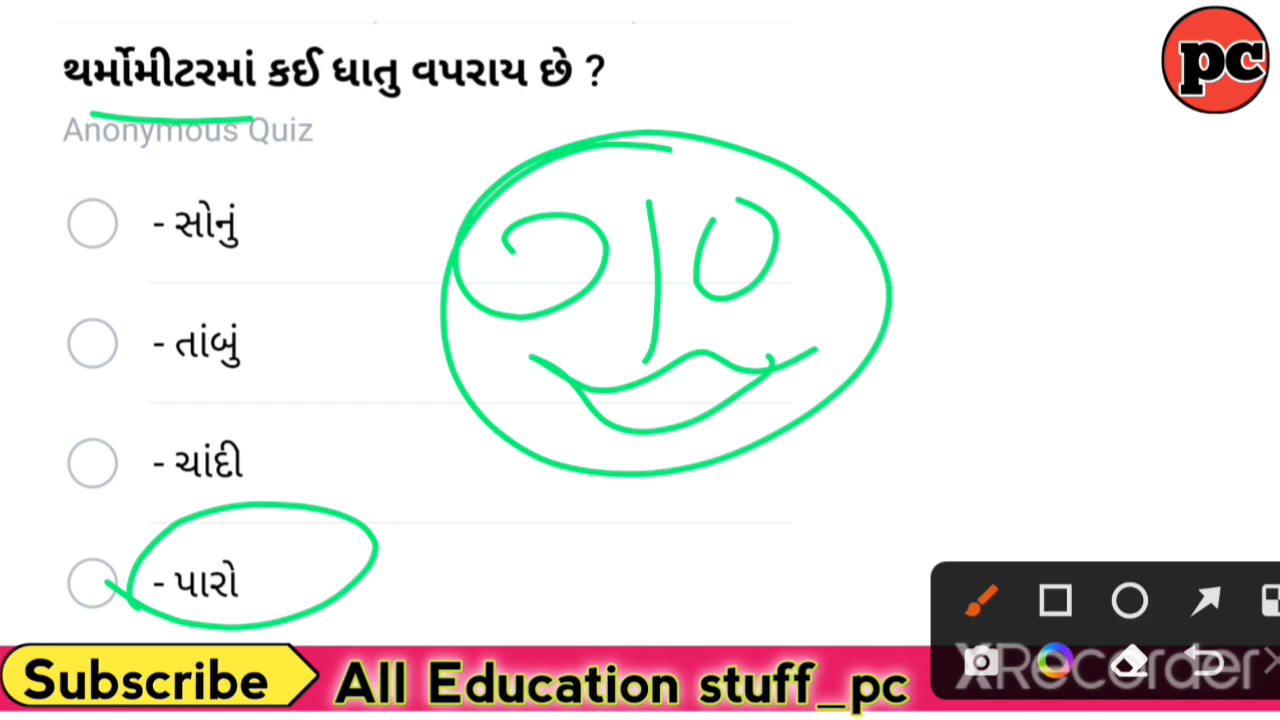 થર્મોમીટરમાં કઈ ધાતુ વપરાય છે ?
pc
Anonymous Quiz
- સોનું
- તાંબું
- ચાંદી
- પારો
XRecorder
Subscribe
All Education stuff_pc